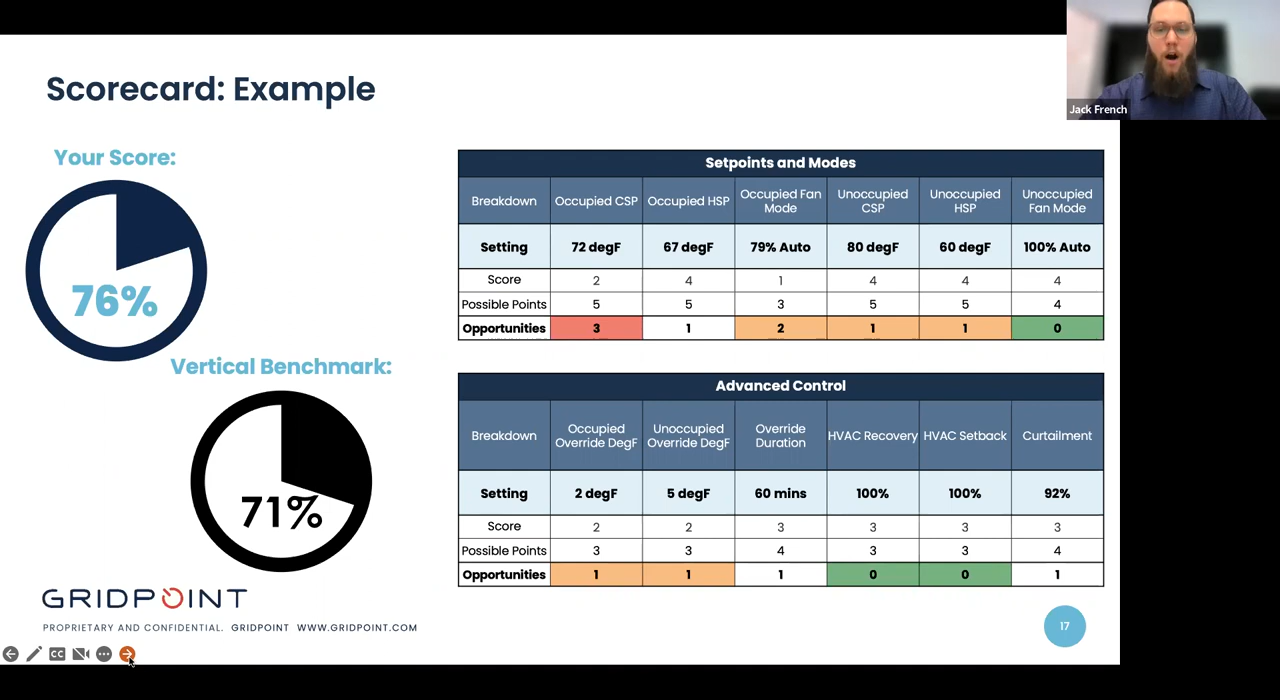 Jack French
Scorecard: Example
Your Score:
76%
Vertical Benchmark:
71%
Setpoints and Modes
Breakdown Occupied CSP Occupied HSP Occupied Fan Mode Unoccupied CSP Unoccupied HSP Unoccupied Fan Mode
Setting 72 degF 67 degF 79% Auto 80 degF 60 degF 100% Auto
Score 2 4 1 4 4 4
Possible Points 5 5 3 5 5 4
Opportunities 3 1 2 1 1 0
Advanced Control
Breakdown Occupied Override DegF Unoccupied Override DegF Override Duration HVAC Recovery HVAC Setback Curtailment
Setting 2 degF 5 degF 60 mins 100% 100% 92%
Score 2 2 3 3 3 3
Possible Points 3 3 4 3 3 4
Opportunities 1 1 1 0 0 1
GRIDPOINT
PROPRIETARY AND CONFIDENTIAL. GRIDPOINT WWW.GRIDPOINT.COM
17
CC